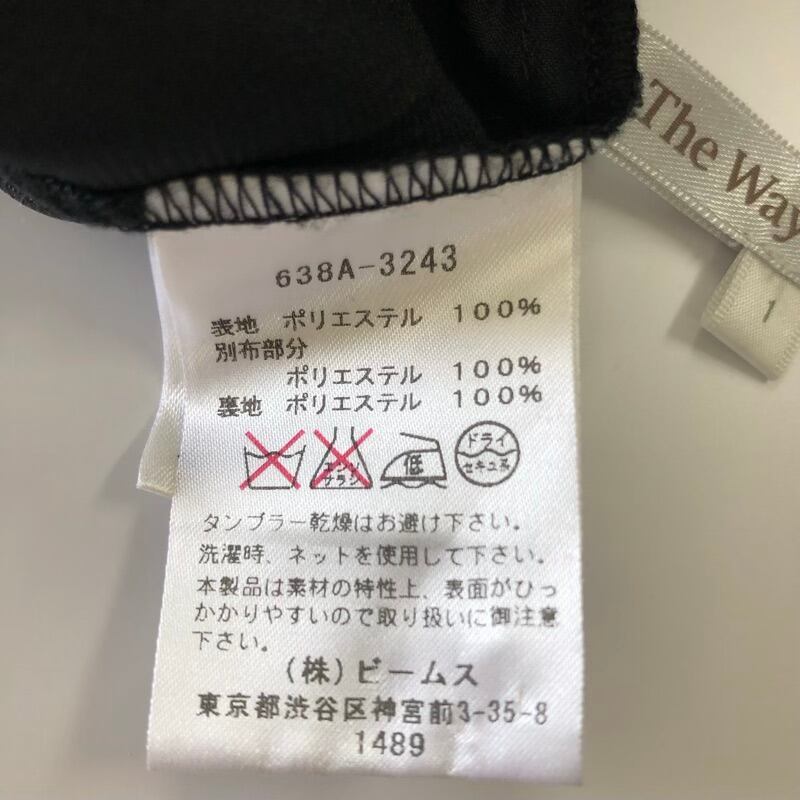 The Way
1
638A-3243
表地 ポリエステル 100%
別布部分
ポリエステル 100%
裏地 ポリエステル 100%
エンソ
サラシ
低
ドライ
セキユ系
タンブラー乾燥はお避け下さい。
洗濯時、ネットを使用して下さい。
本製品は素材の特性上、表面がひっ
かかりやすいので取り扱いに御注意
下さい。
(株)ビームス
東京都渋谷区神宮前3-35-8
1489